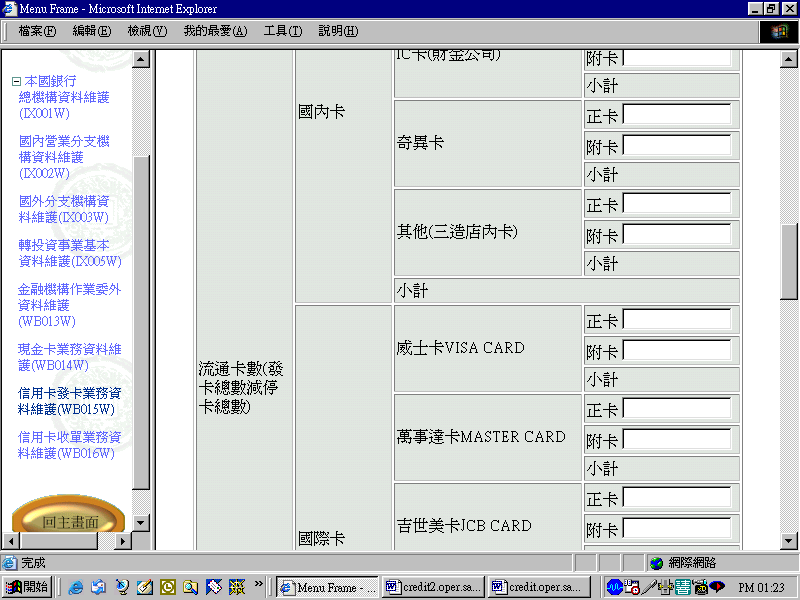 Menu Frame - Microsoft Internet Explorer
檔案(F) 編輯(E) 檢視(V) 我的最愛(A) 工具(T) 說明(H)
本國銀行
總機構資料維護
(IX001W)
國內營業分支機
構資料維護
(IX002W)
國外分支機構資
料維護(IX003W)
轉投資事業基本
資料維護(IX005W)
金融機構作業委外
資料維護
(WB013W)
現金卡業務資料維
護(WB014W)
信用卡發卡業務資
料維護(WB015W)
信用卡收單業務資
料維護(WB016W)
回主畫面
流通卡數(發
卡總數減停
卡總數)
國內卡
IC卡(財金公司)
附卡
小計
奇異卡
正卡
附卡
小計
其他(三造店內卡)
正卡
附卡
小計
小計
國際卡
威士卡VISA CARD
正卡
附卡
小計
萬事達卡MASTER CARD
正卡
附卡
小計
吉世美卡JCB CARD
正卡
附卡
完成
網際網路
開始
Menu Frame - ...
credit2.oper.sa...
credit.oper.sa...
PM 01:23